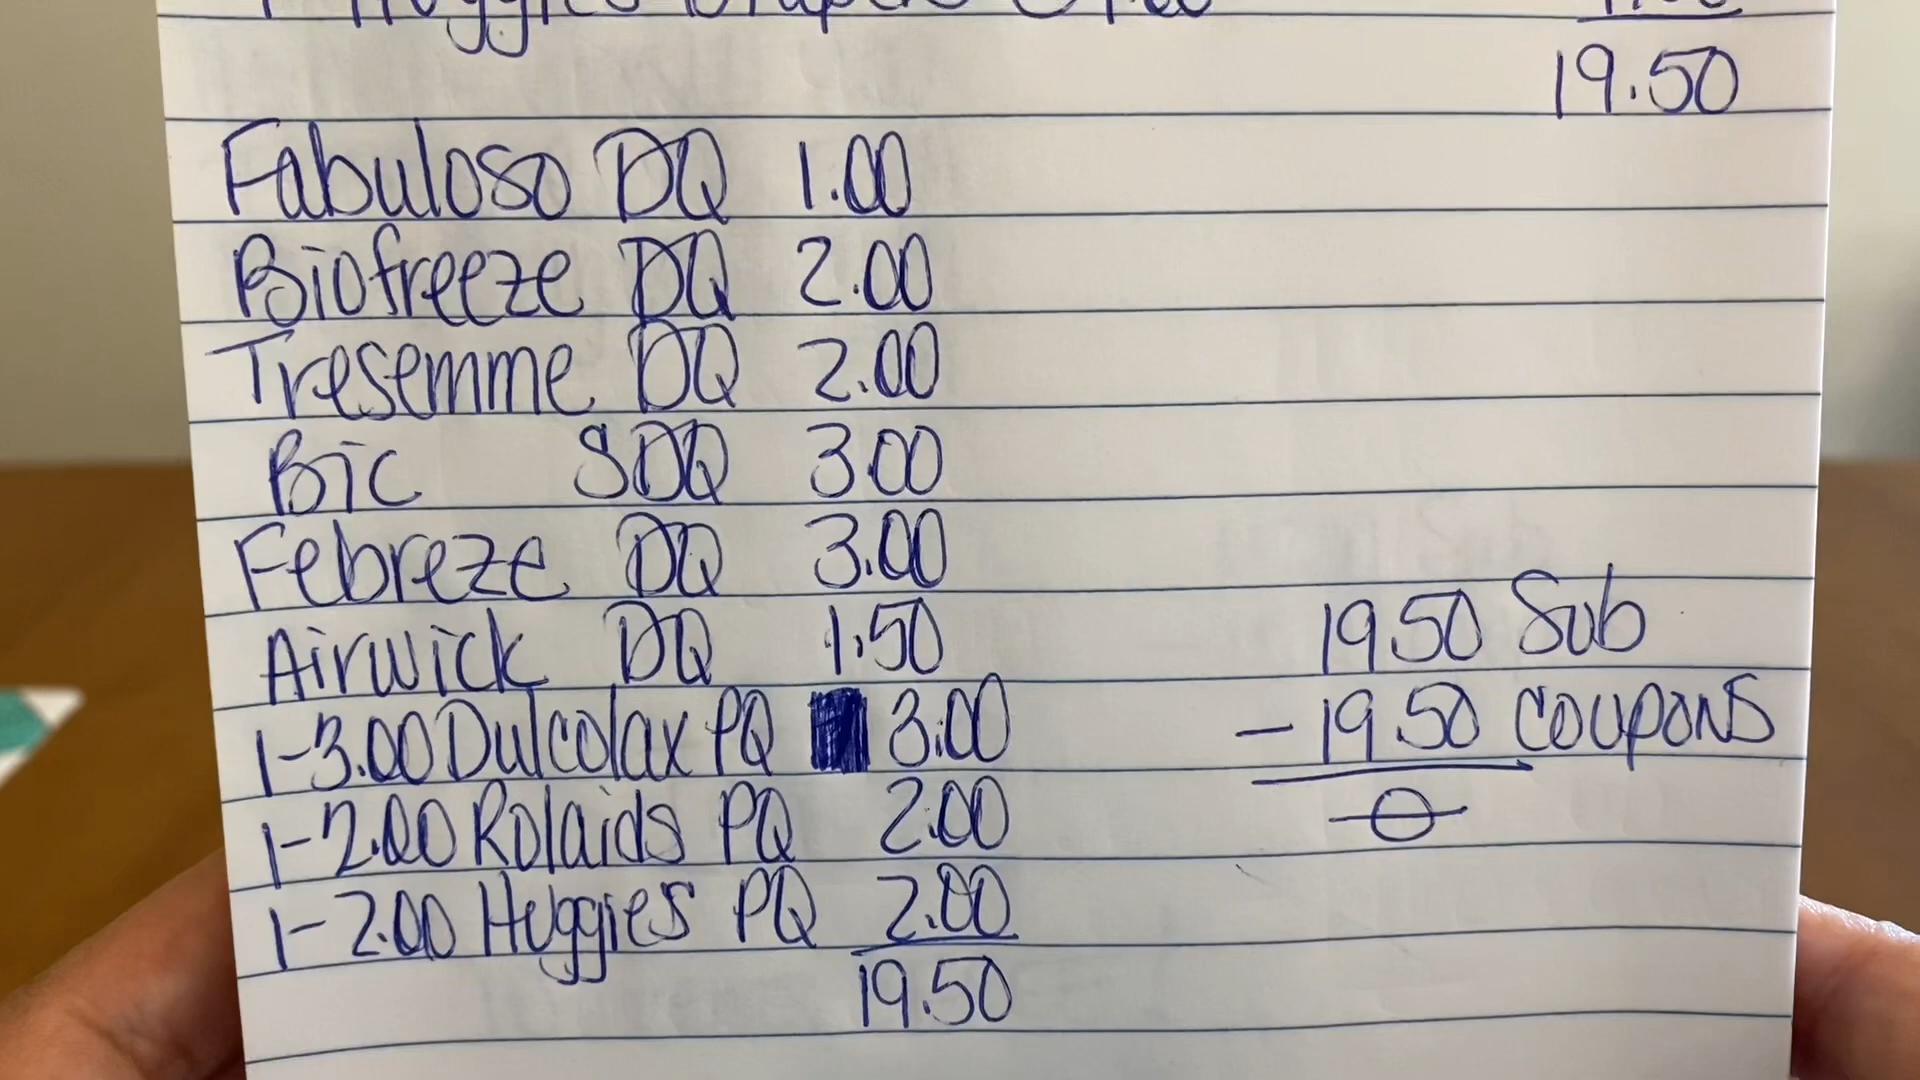 19.50
Fabuloso DQ 1.00
Biofreeze DQ 2.00
Tresemme DQ 2.00
Bic SDQ 3.00
Febreze DQ 3.00
Airwick DQ 1.50
1-3.00 Dulcolax PQ 3.00
1-2.00 Rolaids PQ 2.00
1-2.00 Huggies PQ 2.00
19.50
19.50 Sub
- 19.50 COUPONS
0